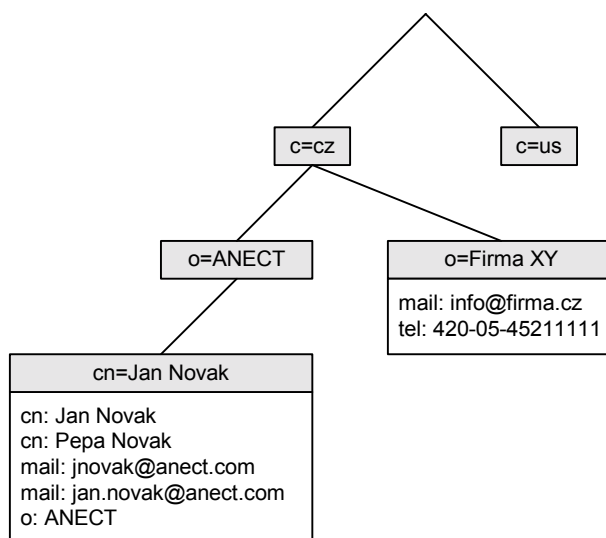 c=cz
c=us
o=ANECT
o=Firma XY
mail: info@firma.cz
tel: 420-05-45211111
cn=Jan Novak
cn: Jan Novak
cn: Pepa Novak
mail: jnovak@anect.com
mail: jan.novak@anect.com
o: ANECT